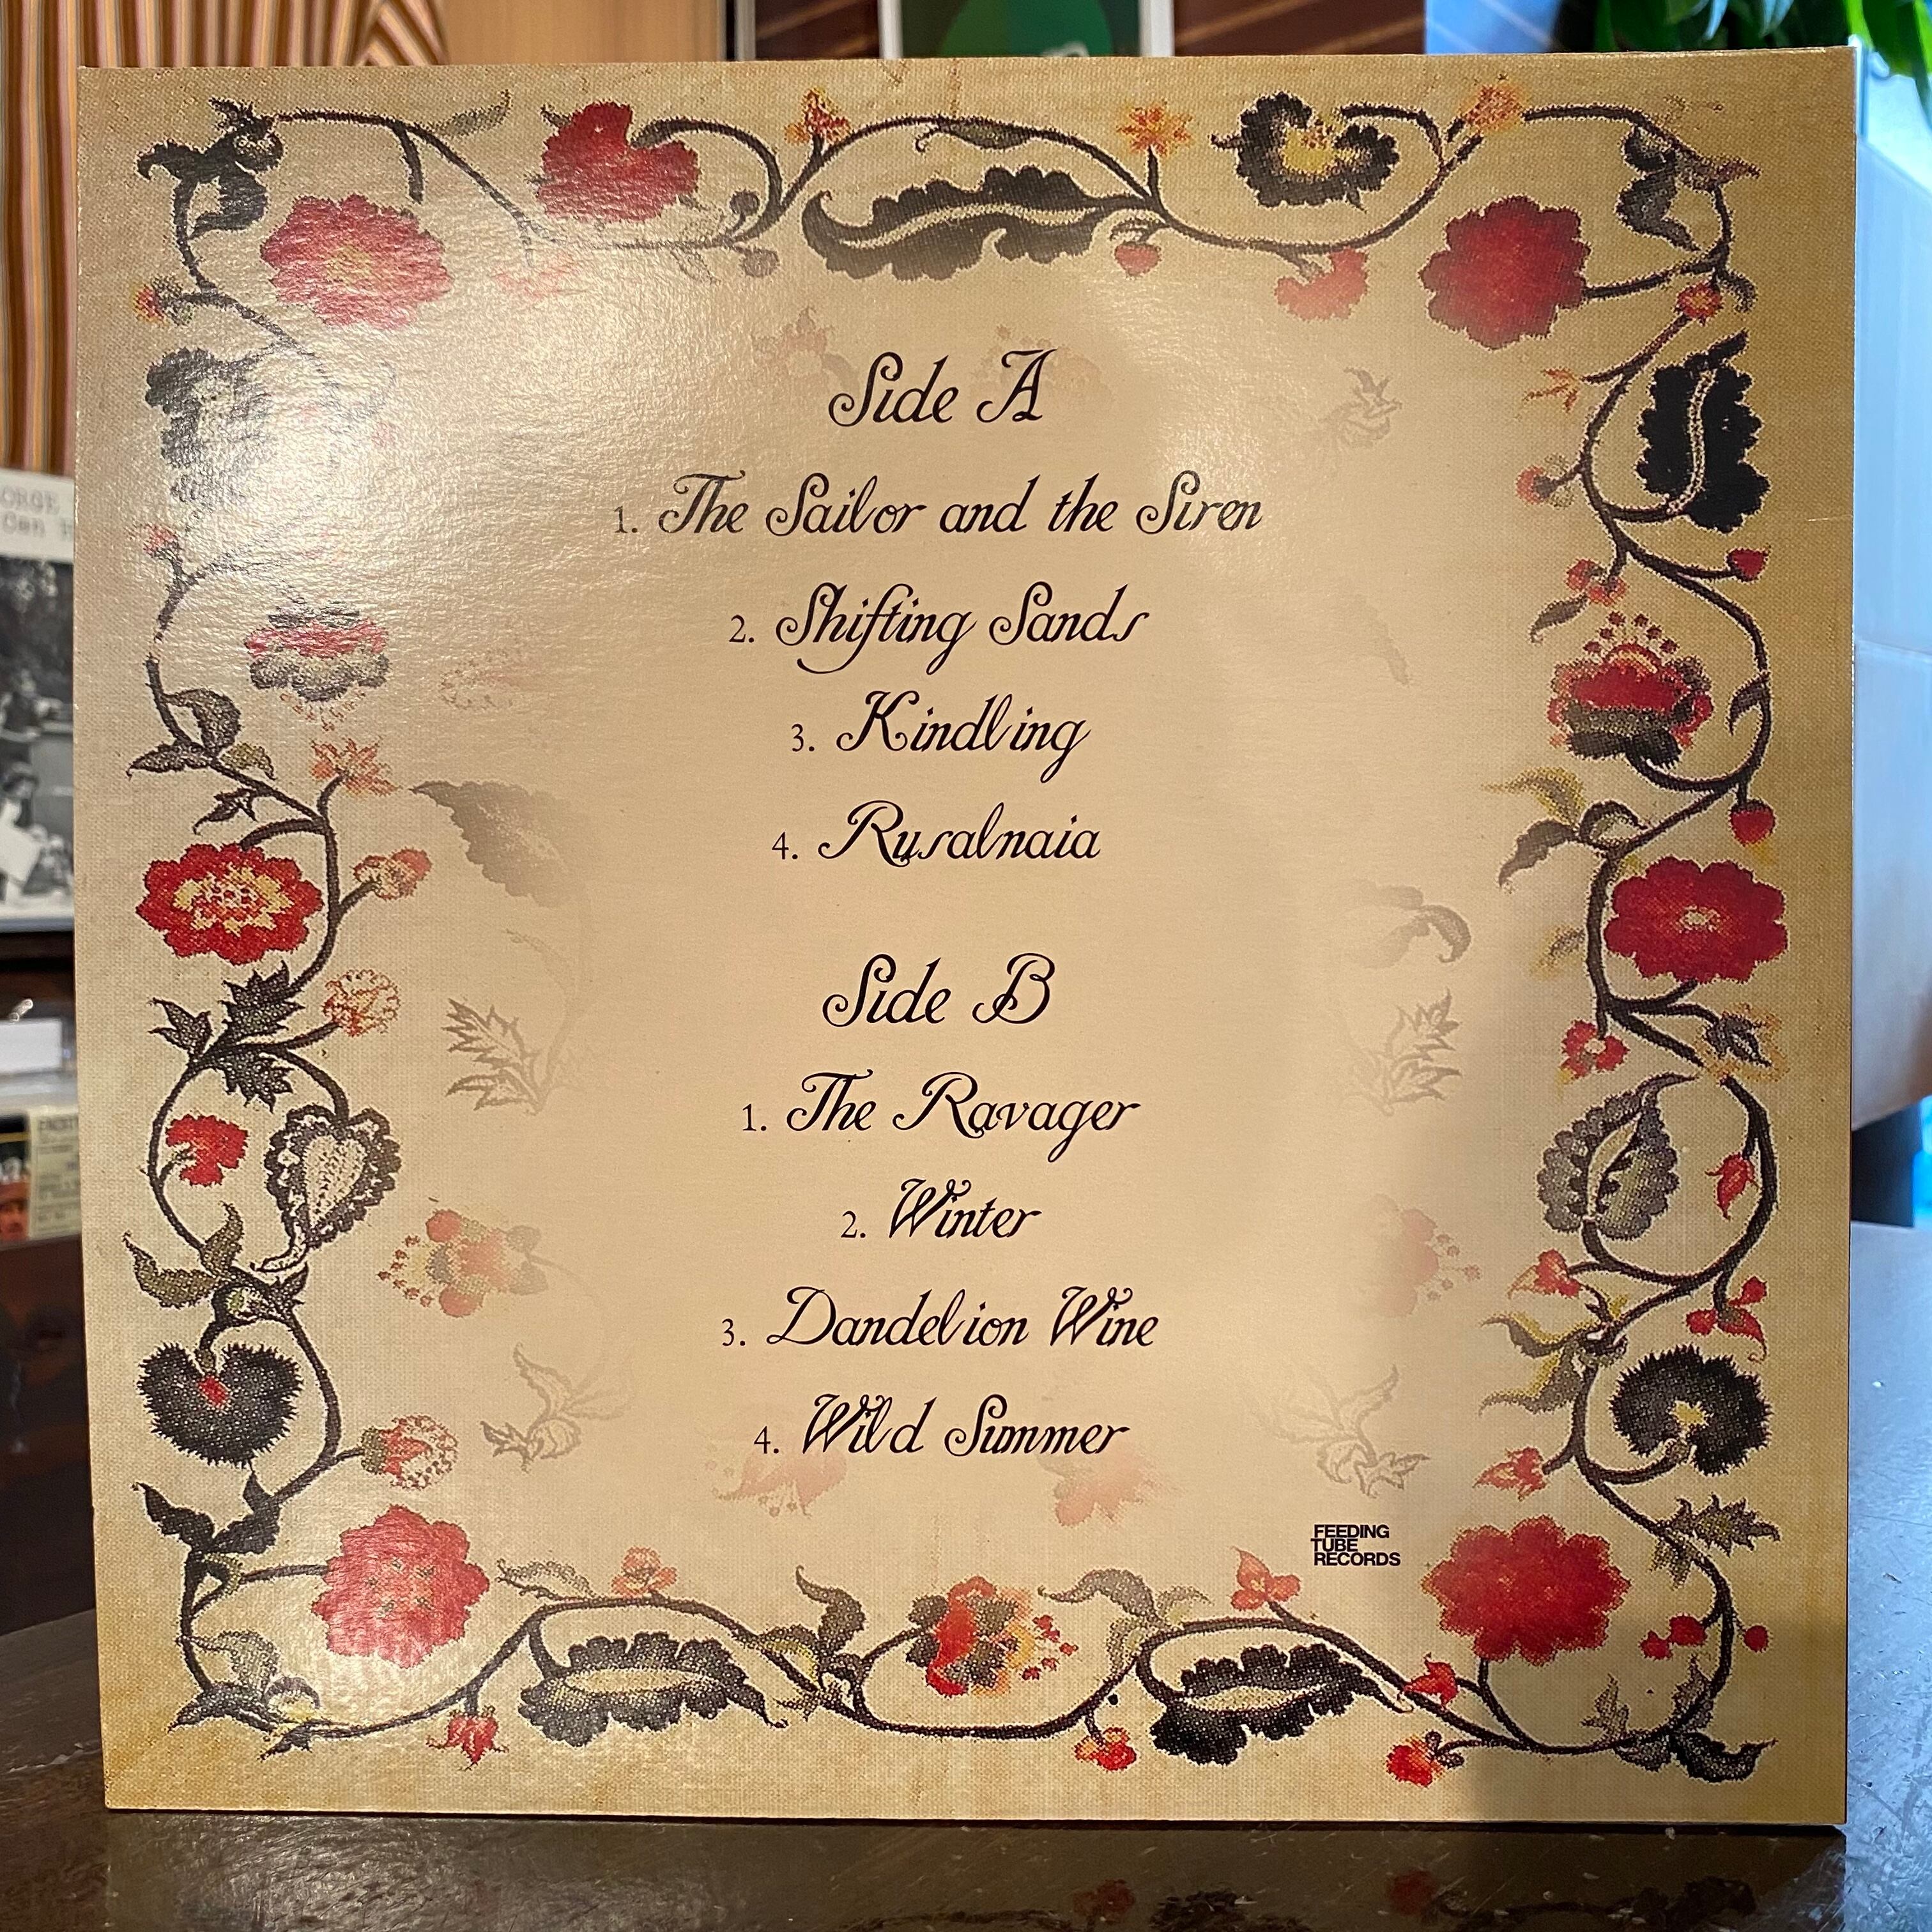 Side A
1. The Sailor and the Siren
2. Shifting Sands
3. Kindling
4. Rusalnaia
Side B
1. The Ravager
2. Winter
3. Dandelion Wine
4. Wild Summer
FEEDING
TUBE
RECORDS